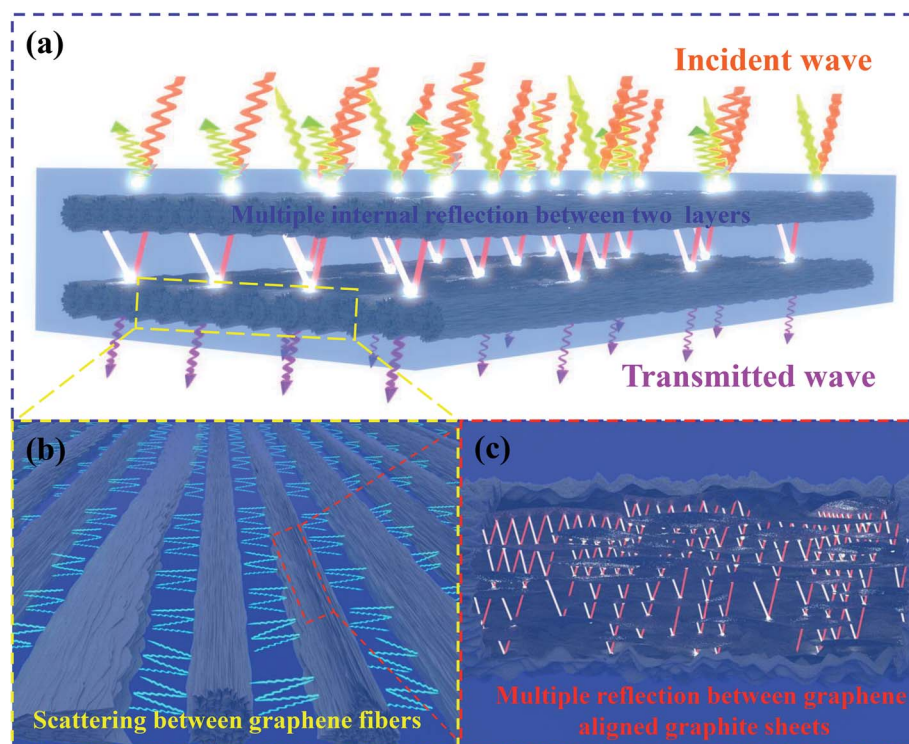 (a)
Incident wave
Multiple internal reflection between two layers
Transmitted wave
(b)
Scattering between graphene fibers
(c)
Multiple reflection between graphene
aligned graphite sheets